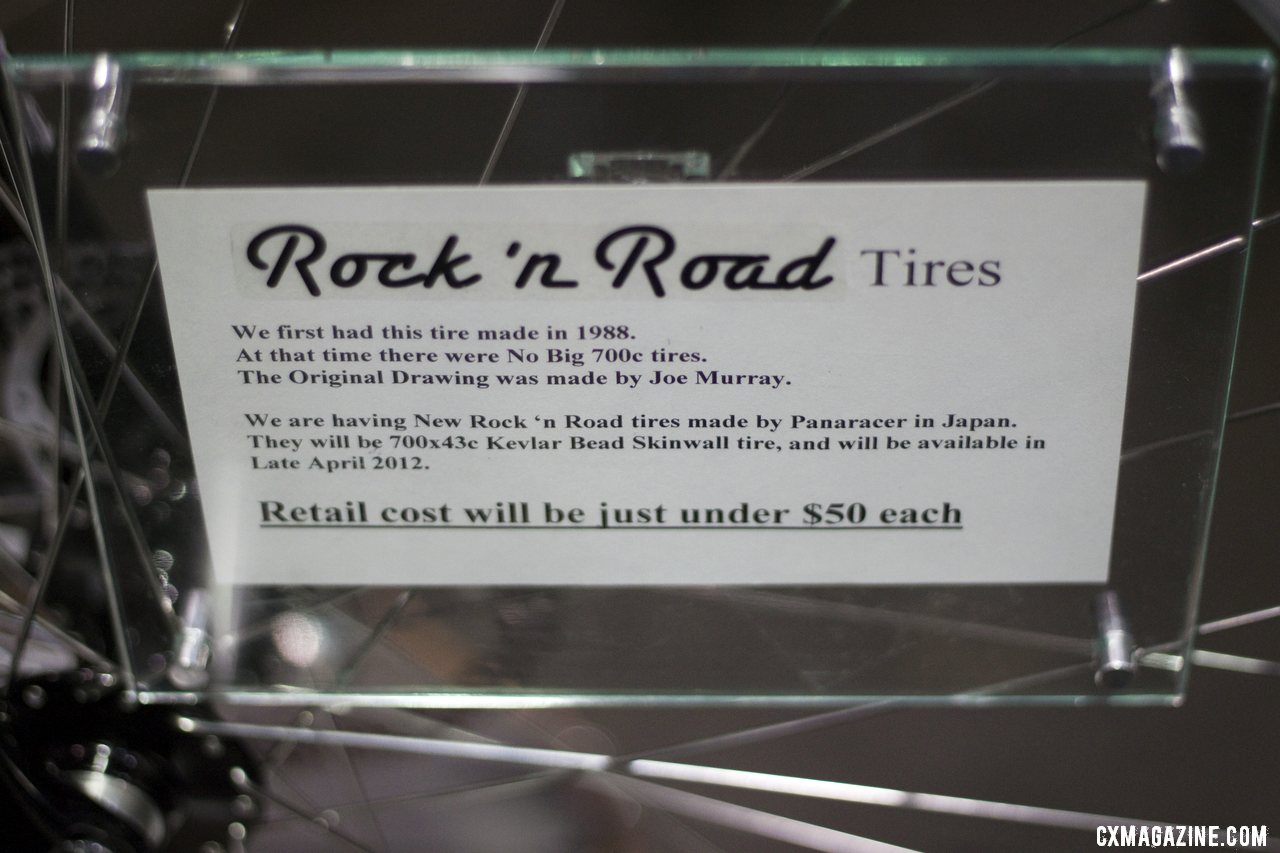 Rock 'n Road Tires
We first had this tire made in 1988.
At that time there were No Big 700c tires.
The Original Drawing was made by Joe Murray.
We are having New Rock ‘n Road tires made by Panaracer in Japan.
They will be 700x43c Kevlar Bead Skinwall tire, and will be available in
Late April 2012.
Retail cost will be just under $50 each
CXMAGAZINE.COM